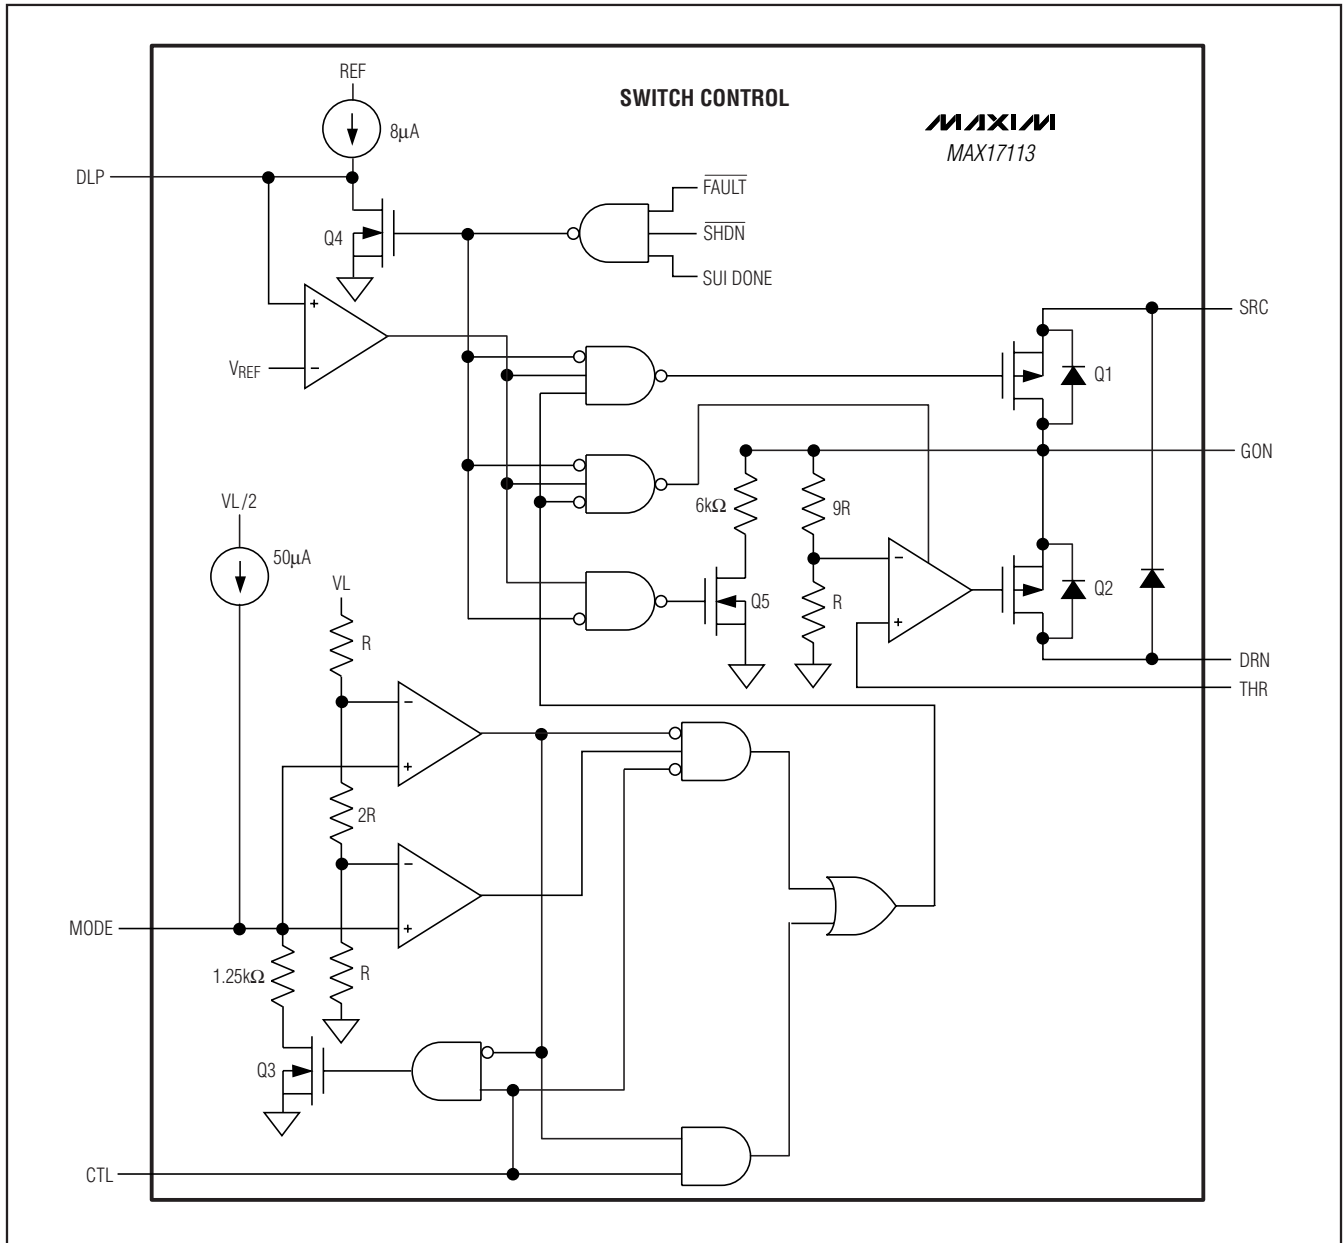 REF
SWITCH CONTROL
MAXIM
8μA
MAX17113
DLP
FAULT
SHDN
Q4
SUI DONE
+
SRC
VREF
−
Q1
GON
VL/2
6kΩ
9R
50μA
−
VL
Q5
R
Q2
+
R
DRN
THR
−
+
2R
−
MODE
+
1.25kΩ
R
Q3
CTL